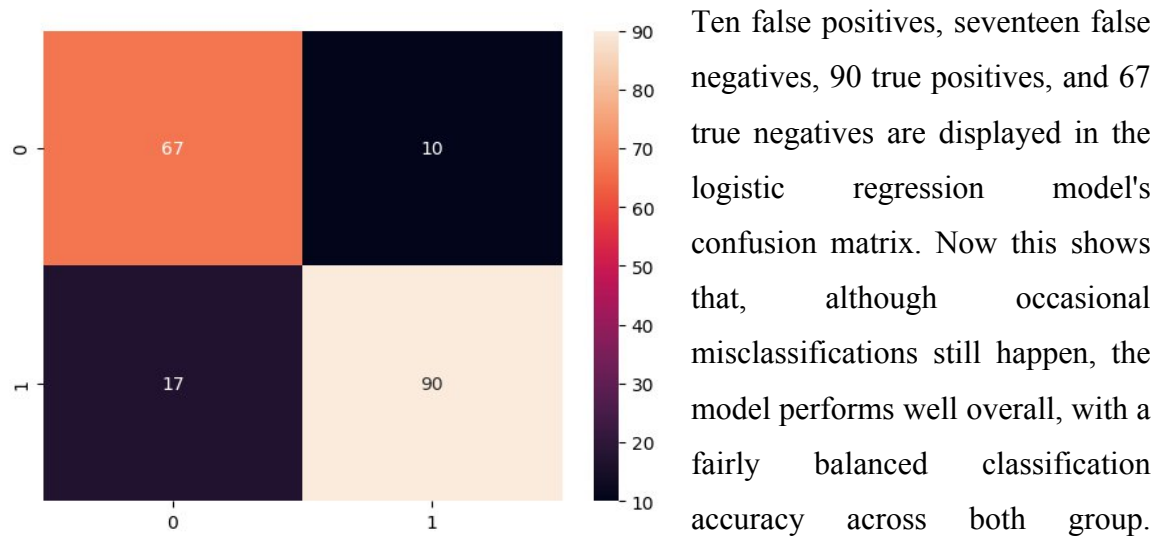 67
10
17
90
0
1
0
1
90
80
70
60
50
40
30
20
10
Ten false positives, seventeen false
negatives, 90 true positives, and 67
true negatives are displayed in the
logistic regression model's
confusion matrix. Now this shows
that, although occasional
misclassifications still happen, the
model performs well overall, with a
fairly balanced classification
accuracy across both group.